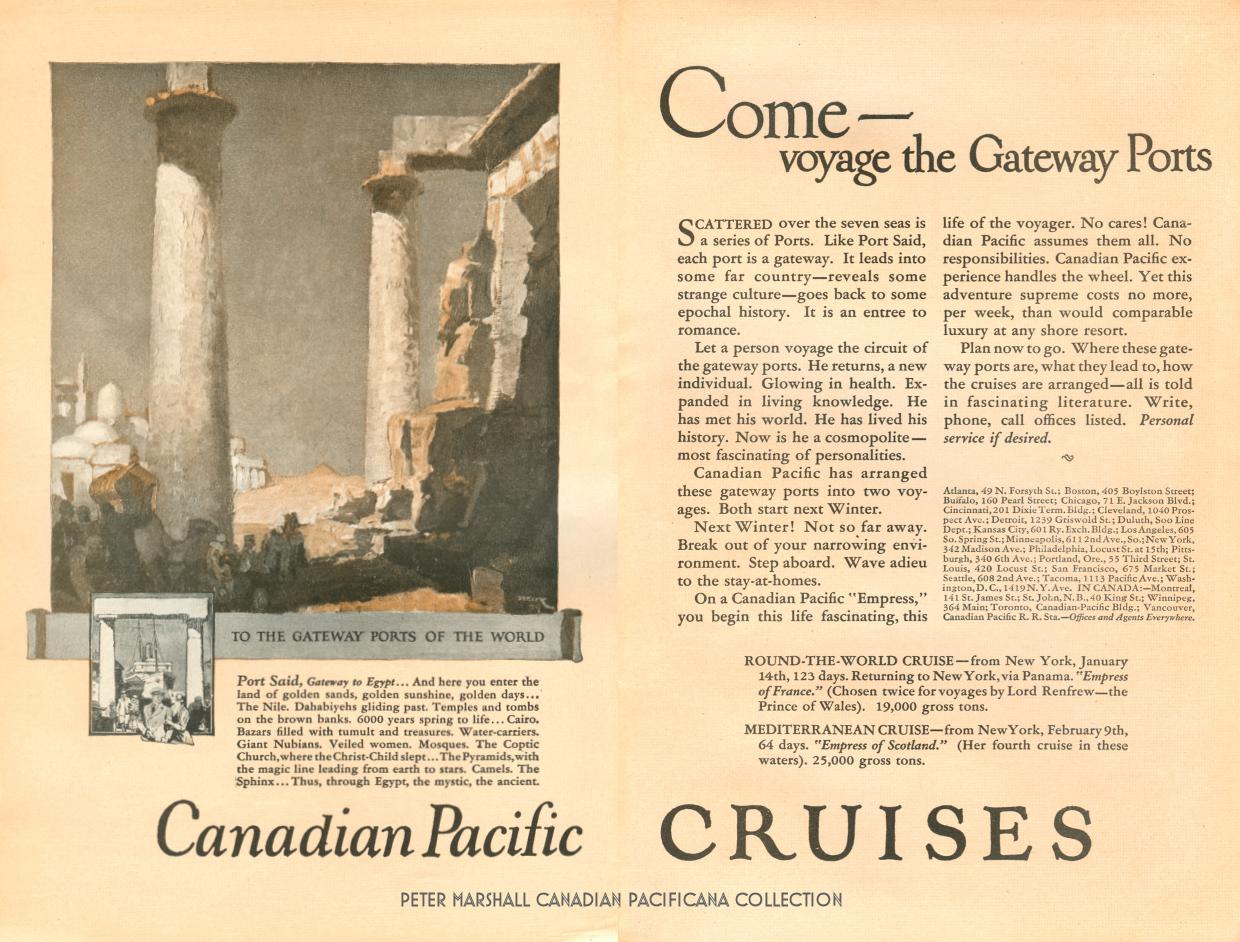 TO THE GATEWAY PORTS OF THE WORLD
Port Said, Gateway to Egypt... And here you enter the
land of golden sands, golden sunshine, golden days...
The Nile. Dahabiyehs gliding past. Temples and tombs
on the brown banks. 6000 years spring to life... Cairo.
Bazars filled with tumult and treasures. Water-carriers.
Giant Nubians. Veiled women. Mosques. The Coptic
Church, where the Christ-Child slept... The Pyramids, with
the magic line leading from earth to stars. Camels. The
Sphinx... Thus, through Egypt, the mystic, the ancient.
Canadian Pacific
Come—
voyage the Gateway Ports
SCATTERED over the seven seas is
a series of Ports. Like Port Said,
each port is a gateway. It leads into
some far country—reveals some
strange culture—goes back to some
epochal history. It is an entree to
romance.
Let a person voyage the circuit of
the gateway ports. He returns, a new
individual. Glowing in health. Ex-
panded in living knowledge. He
has met his world. He has lived his
history. Now is he a cosmopolite—
most fascinating of personalities.
Canadian Pacific has arranged
these gateway ports into two voy-
ages. Both start next Winter.
Next Winter! Not so far away.
Break out of your narrowing envi-
ronment. Step aboard. Wave adieu
to the stay-at-homes.
On a Canadian Pacific "Empress,"
you begin this life fascinating, this
life of the voyager. No cares! Cana-
dian Pacific assumes them all. No
responsibilities. Canadian Pacific ex-
perience handles the wheel. Yet this
adventure supreme costs no more,
per week, than would comparable
luxury at any shore resort.
Plan now to go. Where these gate-
way ports are, what they lead to, how
the cruises are arranged—all is told
in fascinating literature. Write,
phone, call offices listed. Personal
service if desired.
Atlanta, 49 N. Forsyth St.; Boston, 405 Boylston Street;
Buffalo, 160 Pearl Street; Chicago, 71 E. Jackson Blvd.;
Cincinnati, 201 Dixie Term. Bldg.; Cleveland, 1040 Pros-
pect Ave.; Detroit, 1239 Griswold St.; Duluth, Soo Line
Dept.; Kansas City, 601 Ry. Exch. Bldg.; Los Angeles, 605
So. Spring St.; Minneapolis, 611 2nd Ave., So.; New York,
342 Madison Ave.; Philadelphia, Locust St. at 15th; Pitts-
burgh, 340 6th Ave.; Portland, Ore., 55 Third Street; St.
Louis, 420 Locust St.; San Francisco, 675 Market St.;
Seattle, 608 2nd Ave.; Tacoma, 1113 Pacific Ave.; Wash-
ington, D. C., 1419 N. Y. Ave. IN CANADA:—Montreal,
141 St. James St.; St. John, N. B., 40 King St.; Winnipeg,
364 Main; Toronto, Canadian-Pacific Bldg.; Vancouver,
Canadian Pacific R. R. Sta.—Offices and Agents Everywhere.
ROUND-THE-WORLD CRUISE—from New York, January
14th, 123 days. Returning to New York, via Panama. "Empress
of France." (Chosen twice for voyages by Lord Renfrew—the
Prince of Wales). 19,000 gross tons.
MEDITERRANEAN CRUISE—from New York, February 9th,
64 days. "Empress of Scotland." (Her fourth cruise in these
waters). 25,000 gross tons.
CRUISES
PETER MARSHALL CANADIAN PACIFICANA COLLECTION